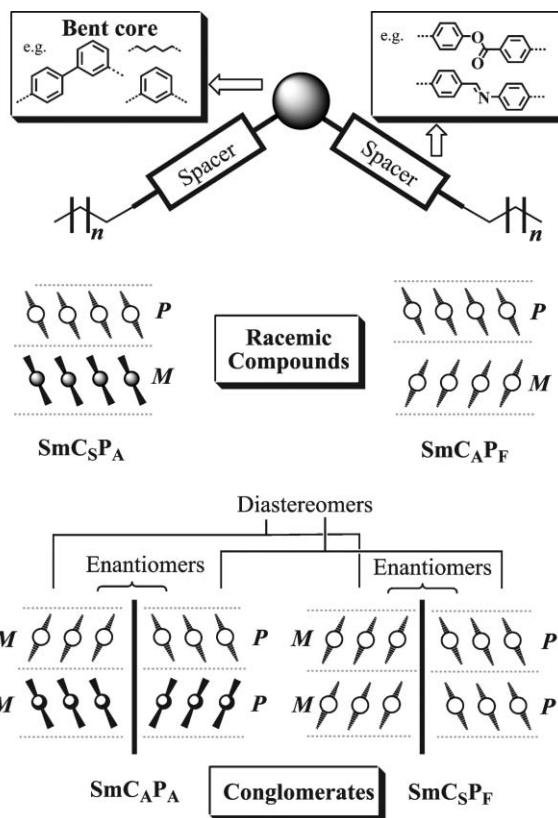 Bent core
e.g.
e.g.
O
O
N
Spacer
Spacer
n
n
P
M
SmCSPA
Racemic
Compounds
P
M
SmCAPF
Diastereomers
Enantiomers
Enantiomers
M
P
M
P
M
P
M
P
SmCAPA
Conglomerates
SmCSPF